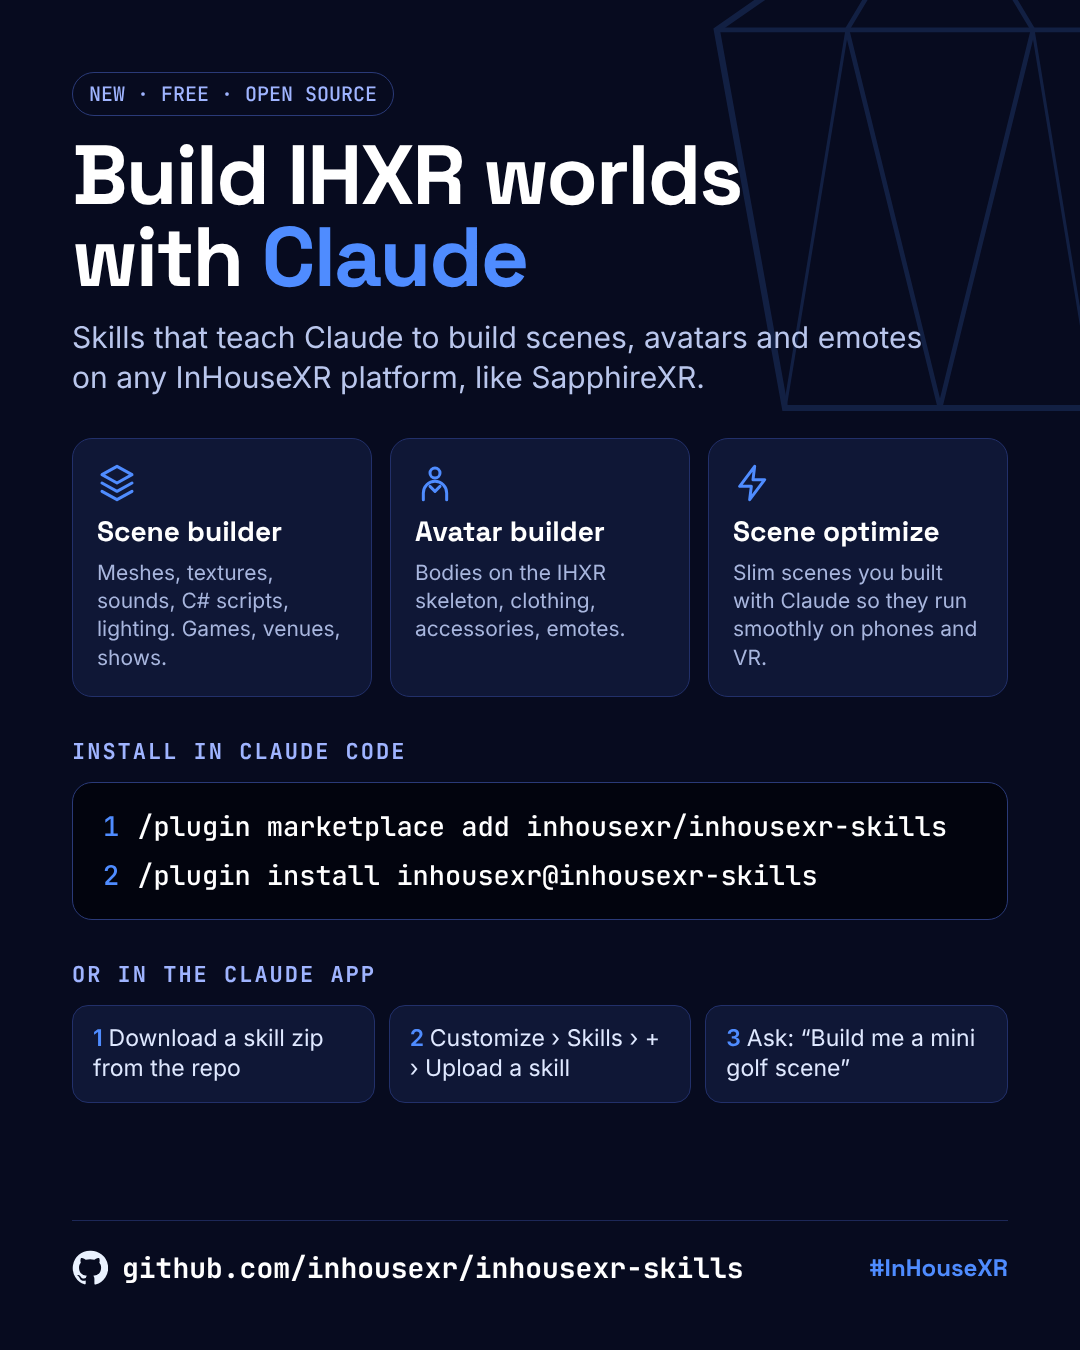 NEW · FREE · OPEN SOURCE
Build IHXR worlds
with Claude
Skills that teach Claude to build scenes, avatars and emotes
on any InHouseXR platform, like SapphireXR.
Scene builder
Meshes, textures,
sounds, C# scripts,
lighting. Games, venues,
shows.
Avatar builder
Bodies on the IHXR
skeleton, clothing,
accessories, emotes.
Scene optimize
Slim scenes you built
with Claude so they run
smoothly on phones and
VR.
INSTALL IN CLAUDE CODE
1 /plugin marketplace add inhousexr/inhousexr-skills
2 /plugin install inhousexr@inhousexr-skills
OR IN THE CLAUDE APP
1 Download a skill zip
from the repo
2 Customize › Skills › +
› Upload a skill
3 Ask: “Build me a mini
golf scene”
github.com/inhousexr/inhousexr-skills
#InHouseXR